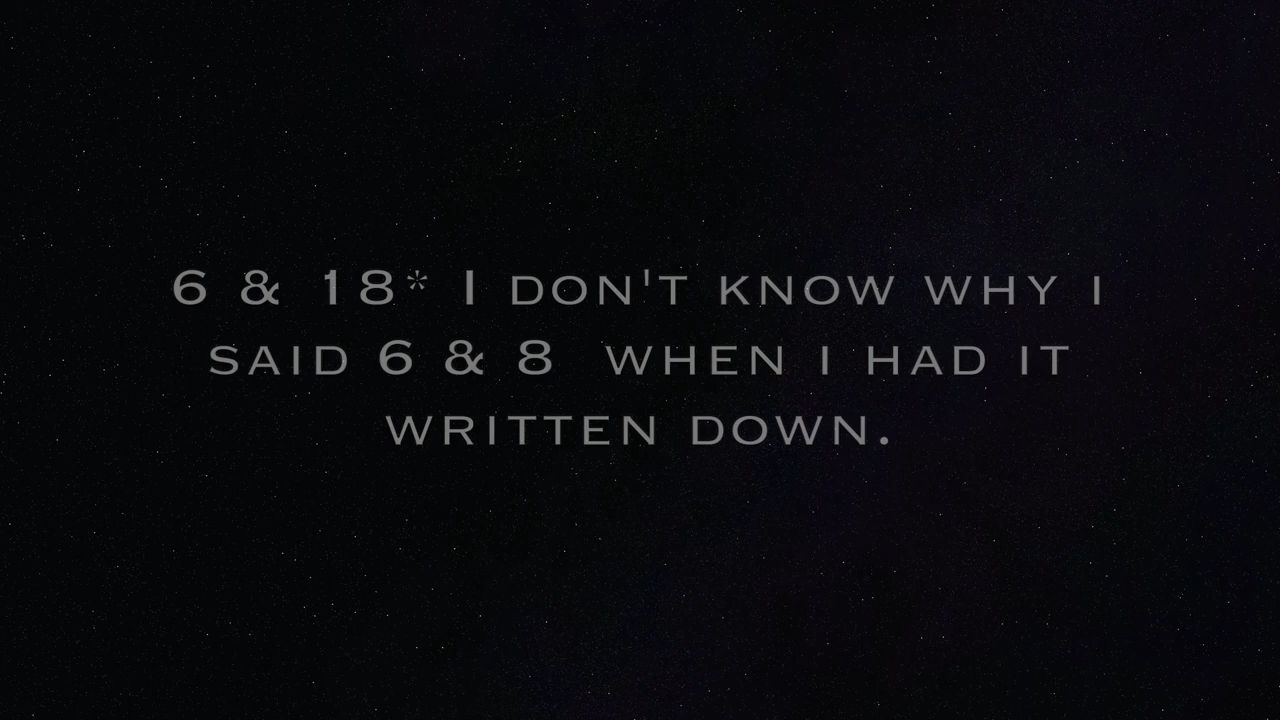 6 & 18* I DON'T KNOW WHY I
SAID 6 & 8 WHEN I HAD IT
WRITTEN DOWN.